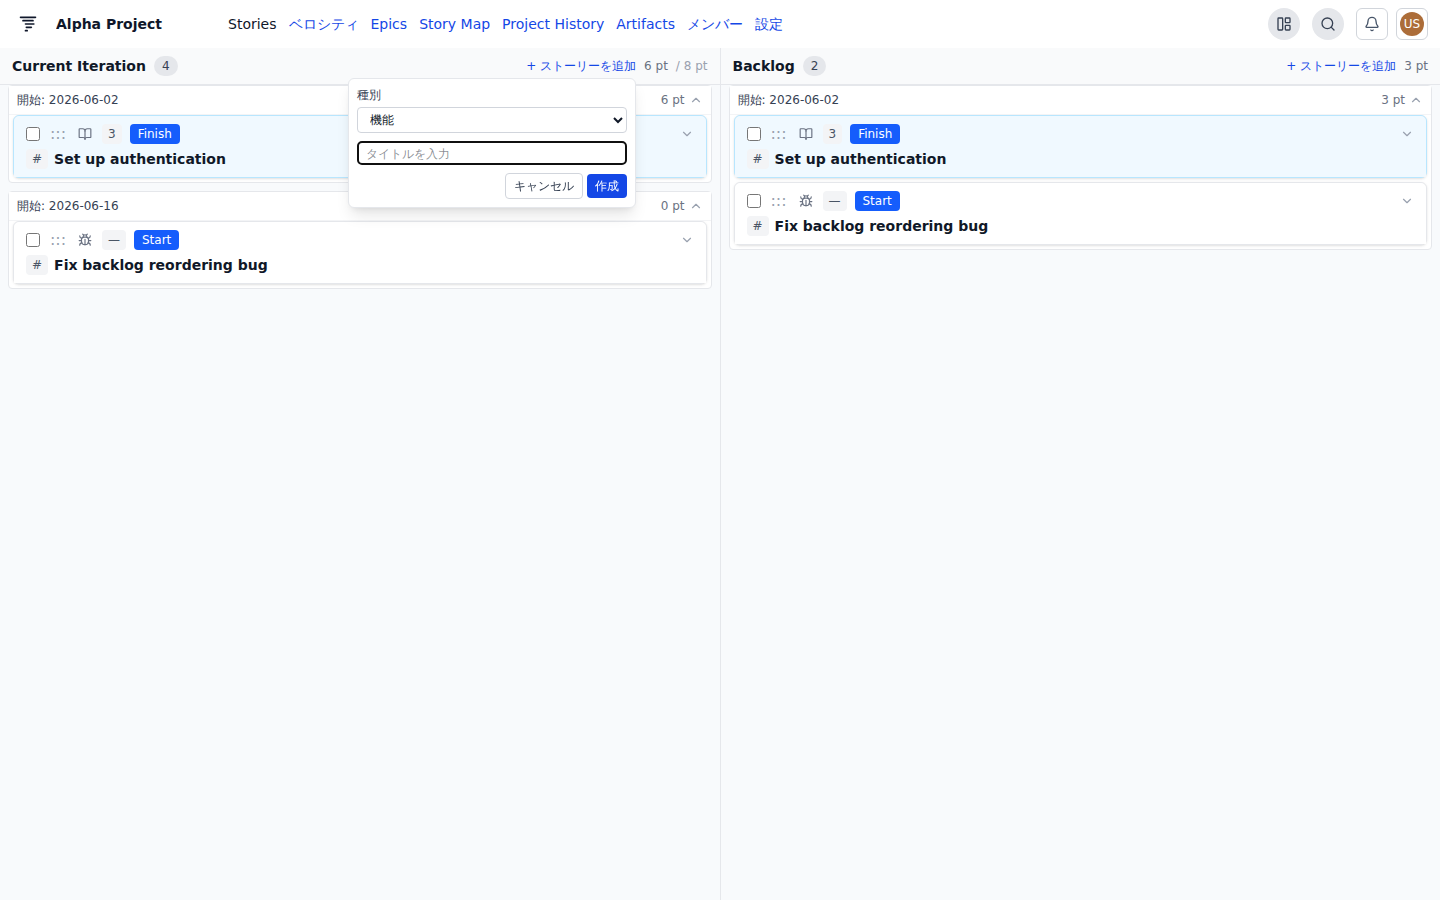 Alpha Project
Stories ベロシティ Epics Story Map Project History Artifacts メンバー 設定
US
Current Iteration 4
+ ストーリーを追加 6 pt / 8 pt
開始: 2026-06-02
6 pt
3 Finish
# Set up authentication
開始: 2026-06-16
0 pt
— Start
# Fix backlog reordering bug
種別
機能
タイトルを入力
キャンセル 作成
Backlog 2
+ ストーリーを追加 3 pt
開始: 2026-06-02
3 pt
3 Finish
# Set up authentication
— Start
# Fix backlog reordering bug